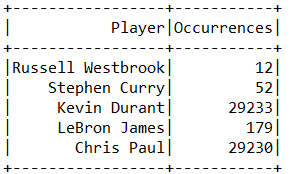 +-----------------+-----------+
|           Player|Occurrences|
+-----------------+-----------+
|Russell Westbrook|         12|
|    Stephen Curry|         52|
|     Kevin Durant|      29233|
|     LeBron James|        179|
|       Chris Paul|      29230|
+-----------------+-----------+